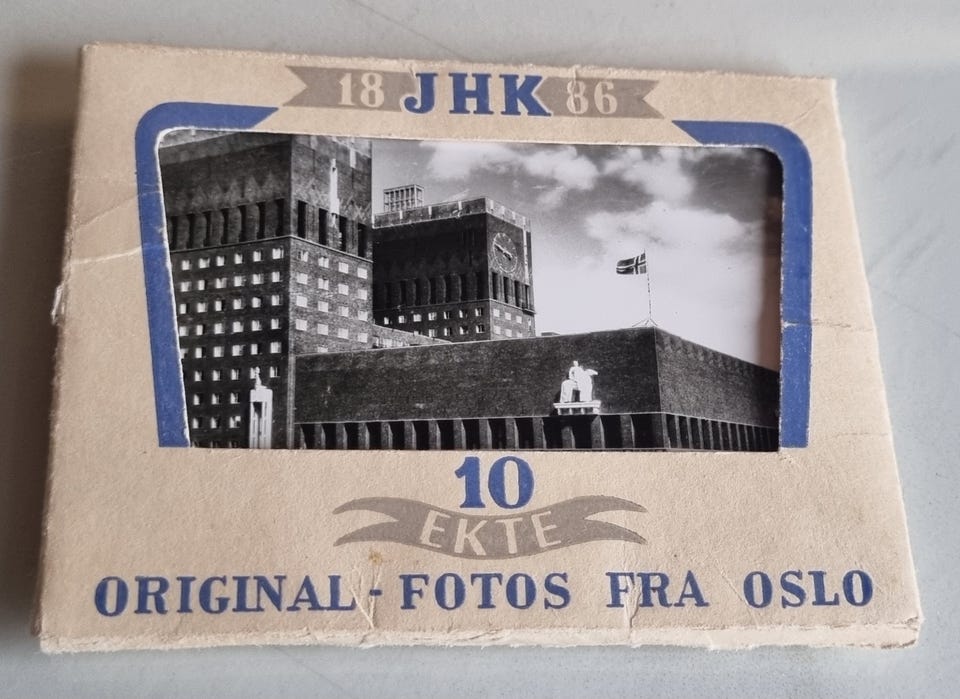 18 JHK 86
10
EKTE
ORIGINAL-FOTOS FRA OSLO